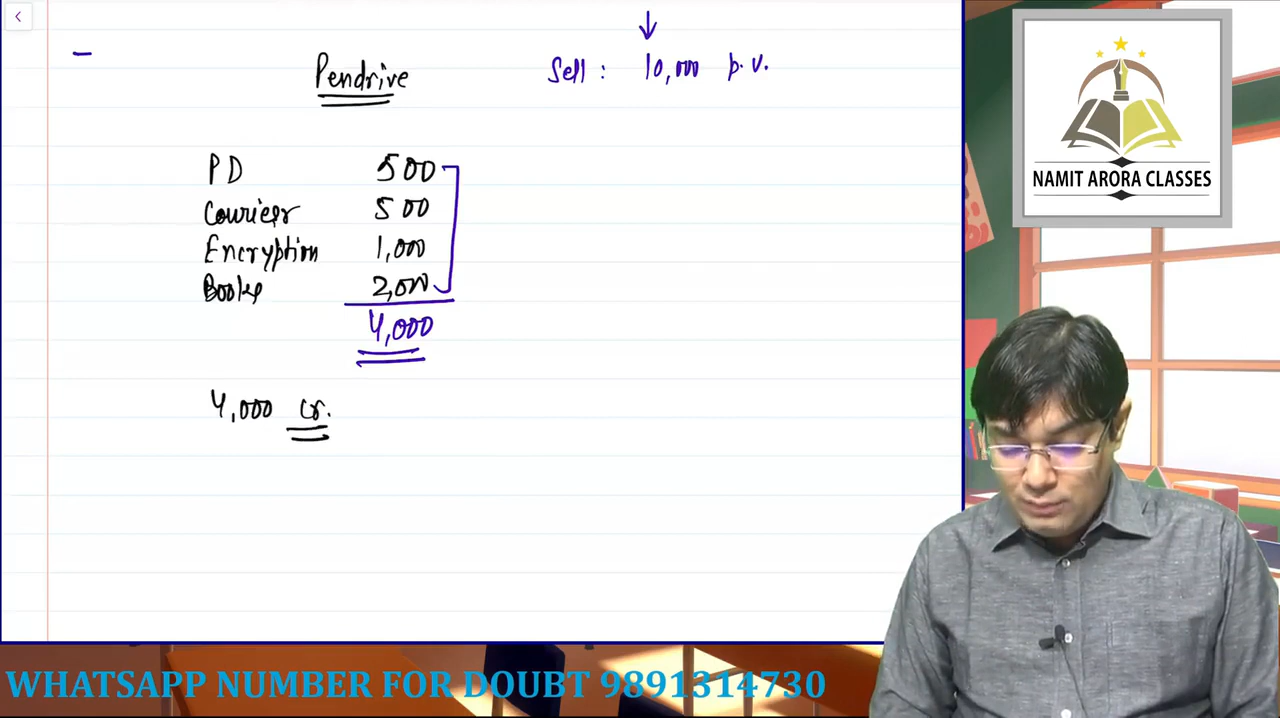 Pendrive
Sell : 10,000 p.u.
PD 500
Courier 500
Encryption 1,000
Books 2,000
4,000
4,000 cr.
NAMIT ARORA CLASSES
WHATSAPP NUMBER FOR DOUBT 9891314730